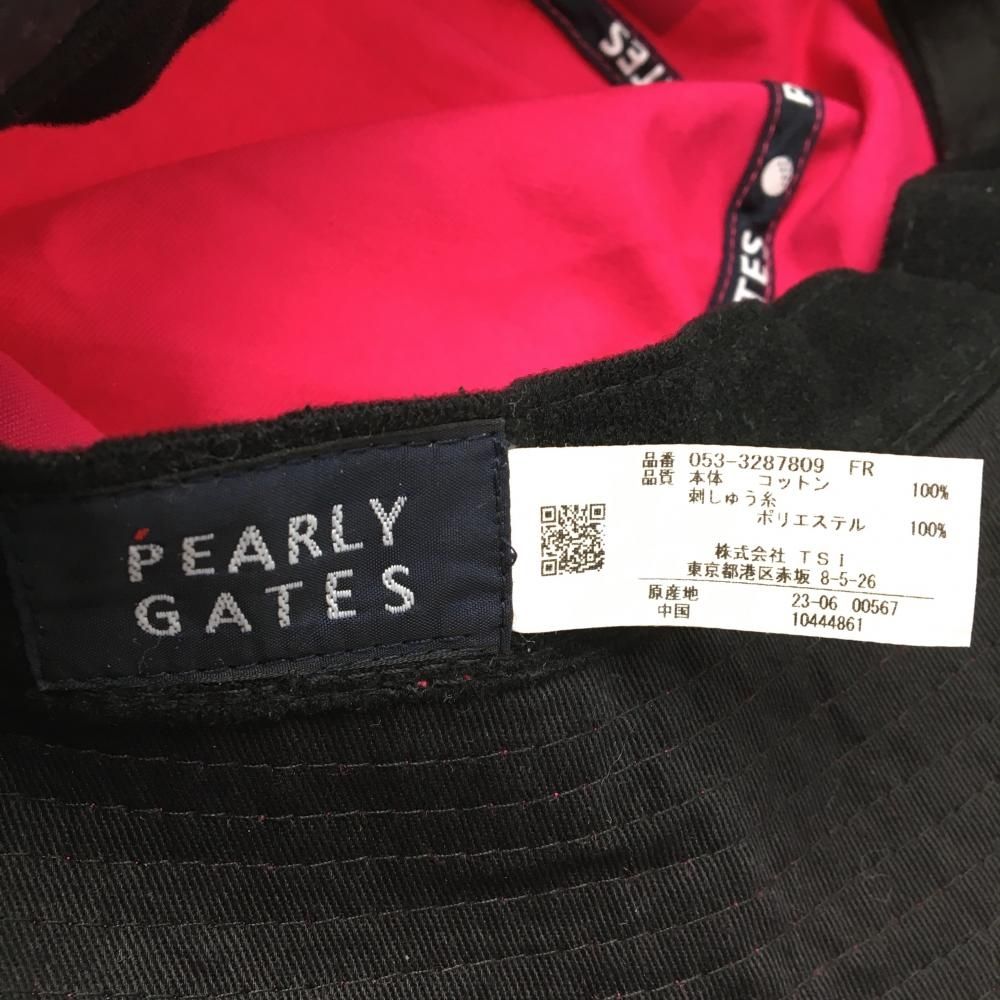 TES
P
TES
PEARLY
GATES
品番 053-3287809 FR
品質 本体 コットン 100%
刺しゅう糸
ポリエステル 100%
株式会社 TSI
東京都港区赤坂 8-5-26
原産地 23-06 00567
中国 10444861